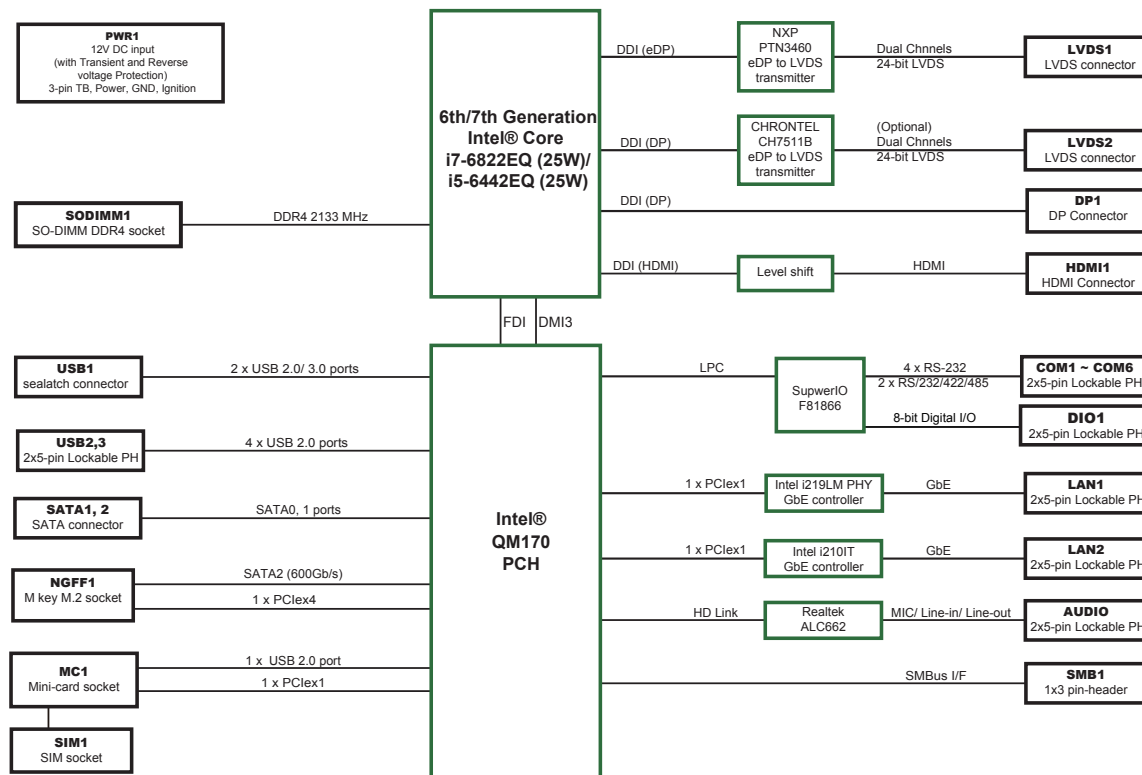 PWR1
12V DC input
(with Transient and Reverse
voltage Protection)
3-pin TB, Power, GND, Ignition
6th/7th Generation
Intel® Core
i7-6822EQ (25W)/
i5-6442EQ (25W)
DDI (eDP)
NXP
PTN3460
eDP to LVDS
transmitter
Dual Chnnels
24-bit LVDS
LVDS1
LVDS connector
DDI (DP)
CHRONTEL
CH7511B
eDP to LVDS
transmitter
(Optional)
Dual Chnnels
24-bit LVDS
LVDS2
LVDS connector
DDI (DP)
DP1
DP Connector
SODIMM1
SO-DIMM DDR4 socket
DDR4 2133 MHz
DDI (HDMI)
Level shift
HDMI
HDMI1
HDMI Connector
FDI
DMI3
USB1
sealatch connector
2 x USB 2.0/ 3.0 ports
USB2,3
2x5-pin Lockable PH
4 x USB 2.0 ports
SATA1, 2
SATA connector
SATA0, 1 ports
NGFF1
M key M.2 socket
SATA2 (600Gb/s)
1 x PCIex4
MC1
Mini-card socket
1 x USB 2.0 port
1 x PCIex1
SIM1
SIM socket
Intel®
QM170
PCH
LPC
SupwerIO
F81866
4 x RS-232
2 x RS/232/422/485
COM1 ~ COM6
2x5-pin Lockable PH
8-bit Digital I/O
DIO1
2x5-pin Lockable PH
1 x PCIex1
Intel i219LM PHY
GbE controller
GbE
LAN1
2x5-pin Lockable PH
1 x PCIex1
Intel i210IT
GbE controller
GbE
LAN2
2x5-pin Lockable PH
HD Link
Realtek
ALC662
MIC/ Line-in/ Line-out
AUDIO
2x5-pin Lockable PH
SMBus I/F
SMB1
1x3 pin-header